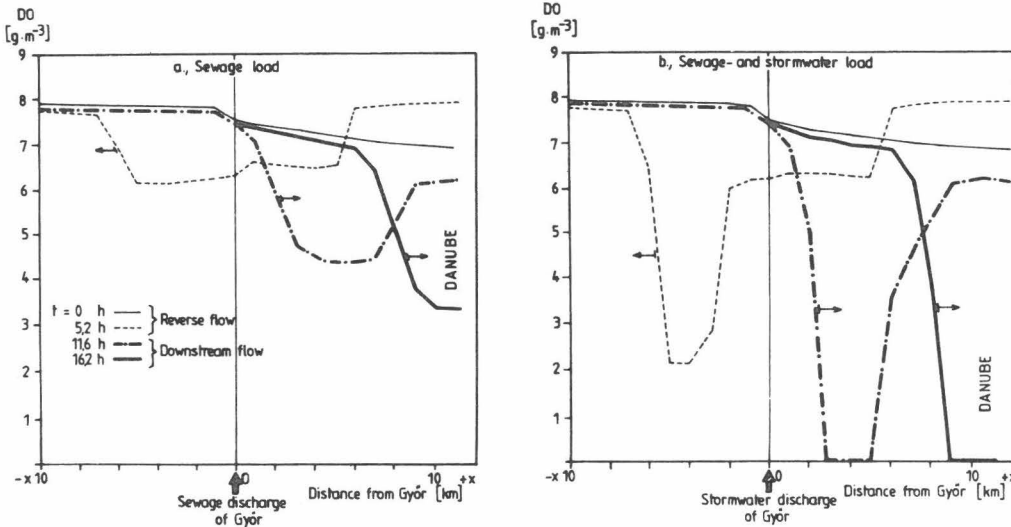 DO
[g.m⁻³]
a., Sewage load
9
8
7
6
5
4
3
2
1
t = 0 h
5,2 h
} Reverse flow
11,6 h
16,2 h
} Downstream flow
DANUBE
-x 10
0
10
+x
Distance from Győr [km]
Sewage discharge
of Győr
DO
[g.m⁻³]
b., Sewage- and stormwater load
9
8
7
6
5
4
3
2
1
DANUBE
-x 10
0
10
+x
Distance from Győr [km]
Stormwater discharge
of Győr